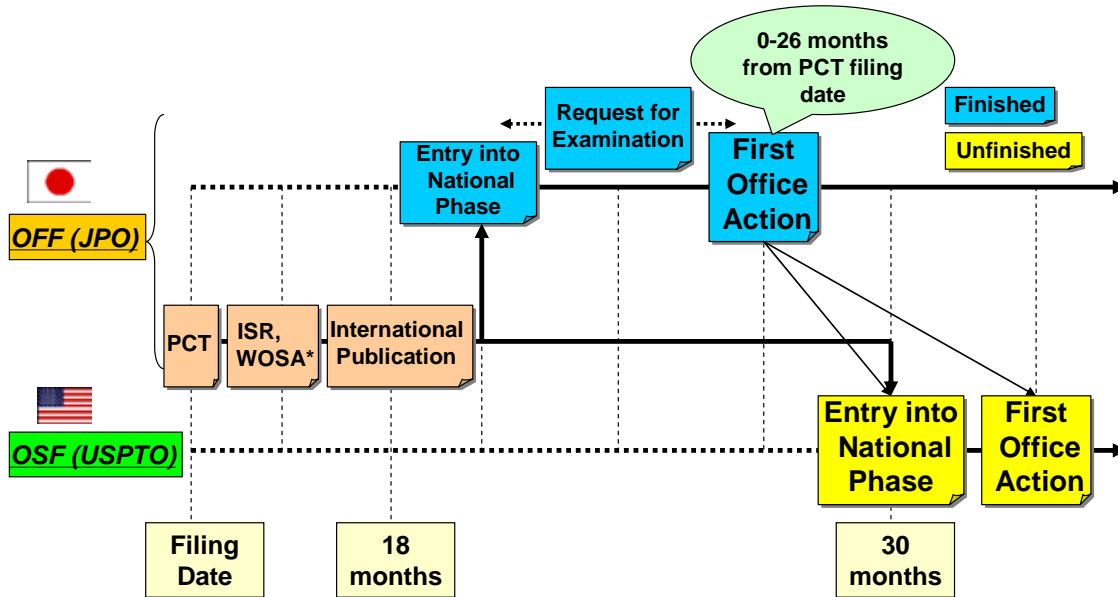 0-26 months
from PCT filing
date
Finished
Unfinished
Request for
Examination
Entry into
National
Phase
First
Office
Action
OFF (JPO)
PCT
ISR,
WOSA*
International
Publication
OSF (USPTO)
Entry into
National
Phase
First
Office
Action
Filing
Date
18
months
30
months